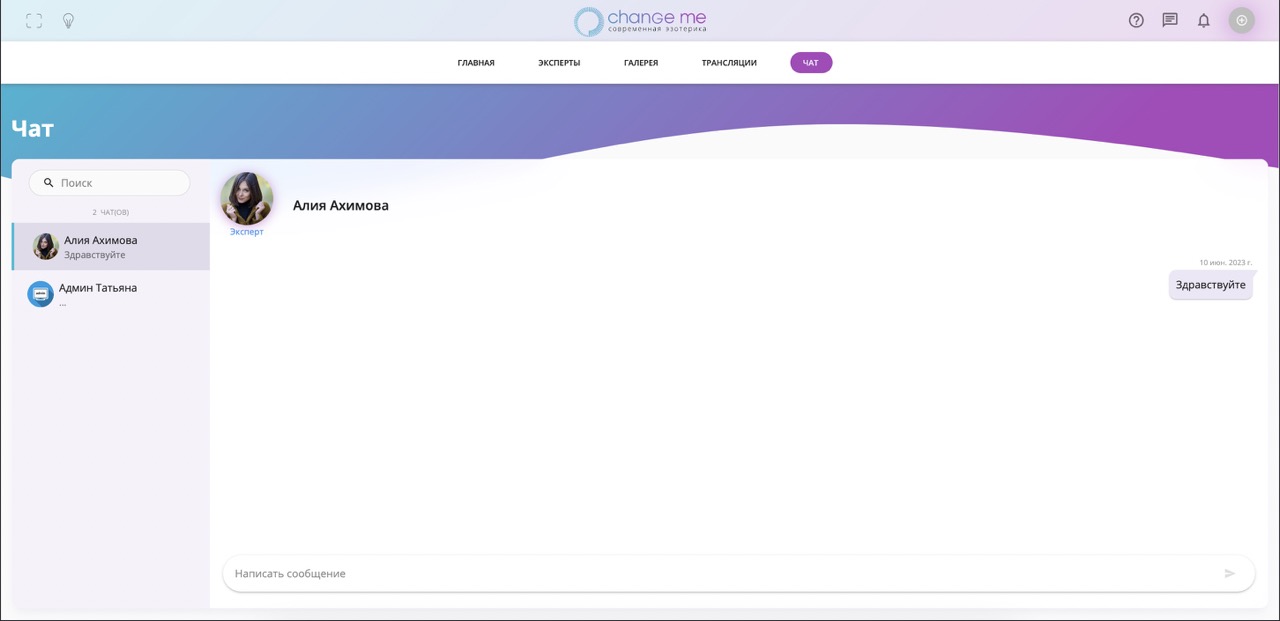 change me
современная эзотерика
ГЛАВНАЯ ЭКСПЕРТЫ ГАЛЕРЕЯ ТРАНСЛЯЦИИ ЧАТ
Чат
Поиск
2 ЧАТ(ОВ)
Алия Ахимова
Здравствуйте
Админ Татьяна
...
Алия Ахимова
Эксперт
10 июн. 2023 г.
Здравствуйте
Написать сообщение